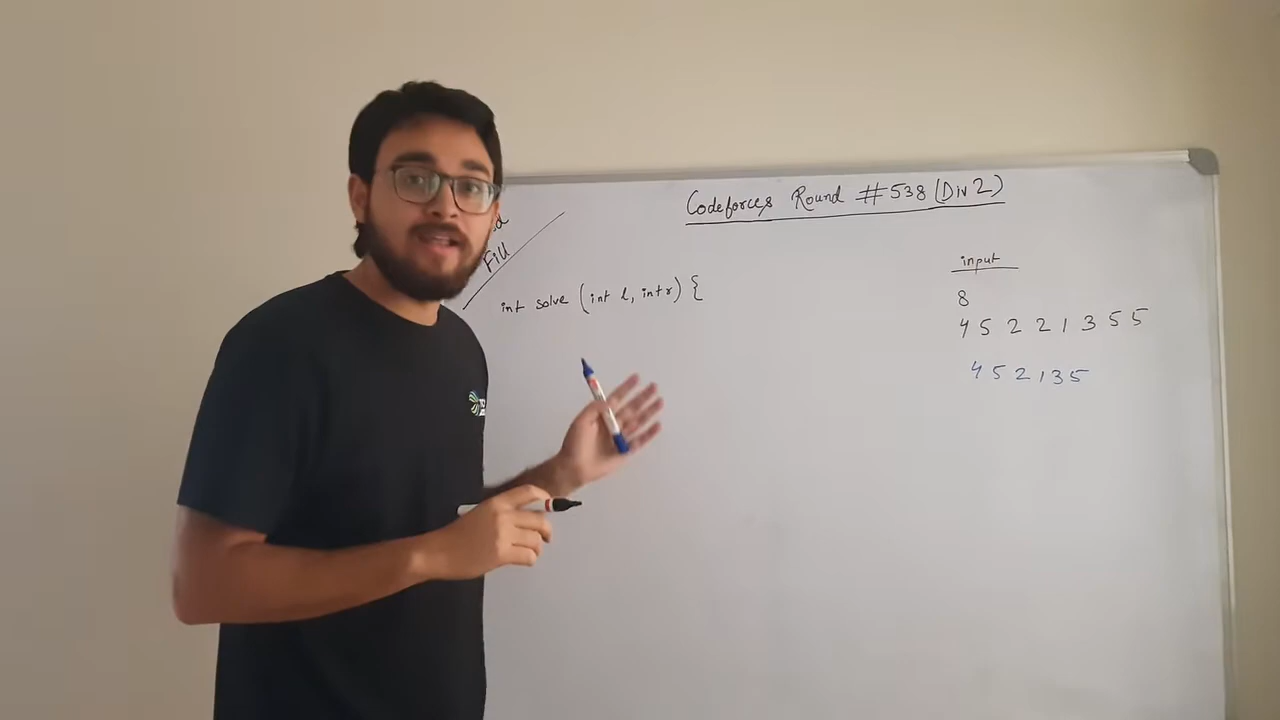 Codeforces Round #538 (Div 2)
Fill
int solve (int l, int r) {
input
8
4 5 2 2 1 3 5 5
4 5 2 1 3 5